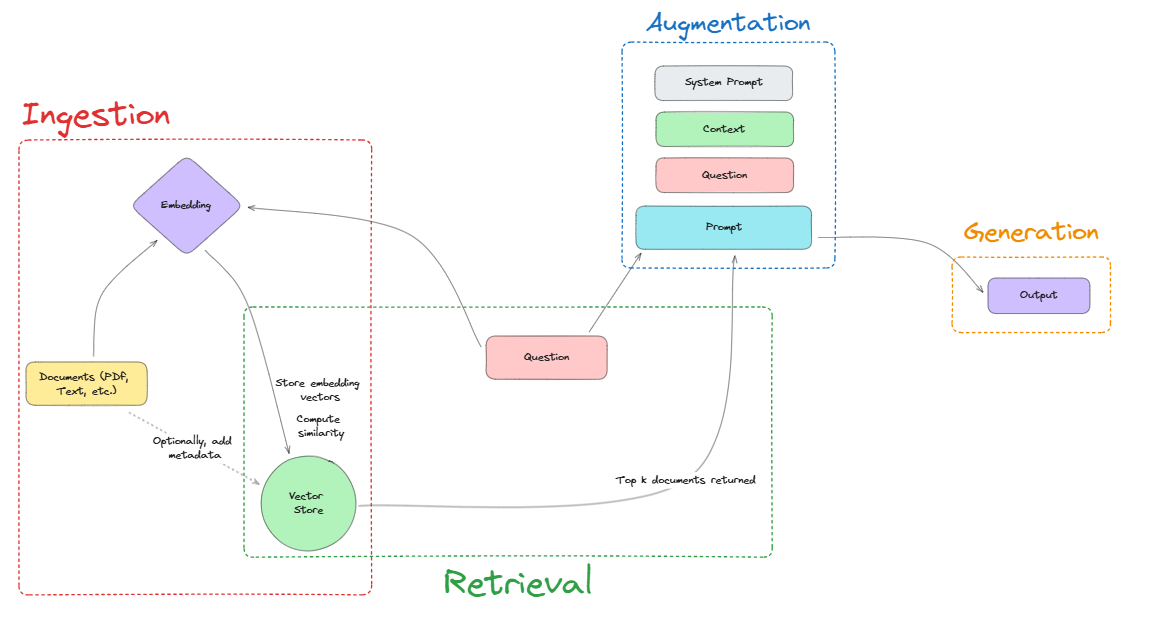 Augmentation
System Prompt
Context
Question
Prompt
Ingestion
Embedding
Generation
Output
Question
Documents (PDf,
Text, etc.)
Store embedding
vectors
Compute
similarity
Optionally, add
metadata
Vector
Store
Top k documents returned
Retrieval